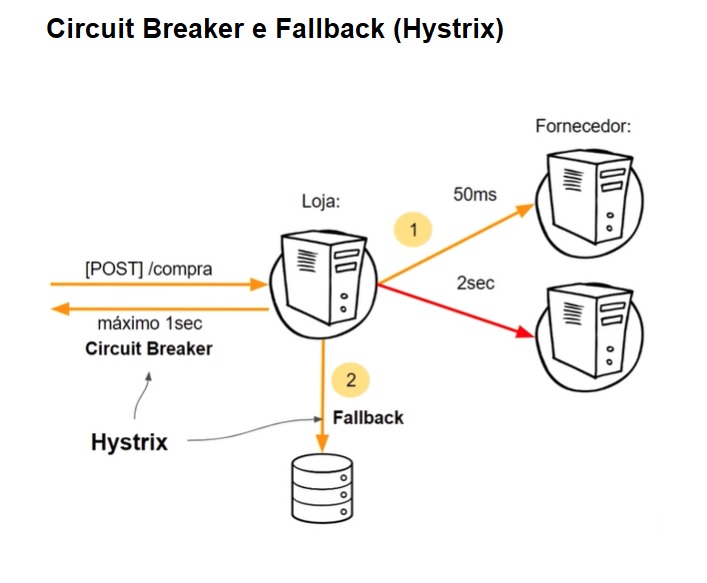 Circuit Breaker e Fallback (Hystrix)
Fornecedor:
50ms
Loja:
1
[POST] /compra
2sec
máximo 1sec
Circuit Breaker
2
Fallback
Hystrix